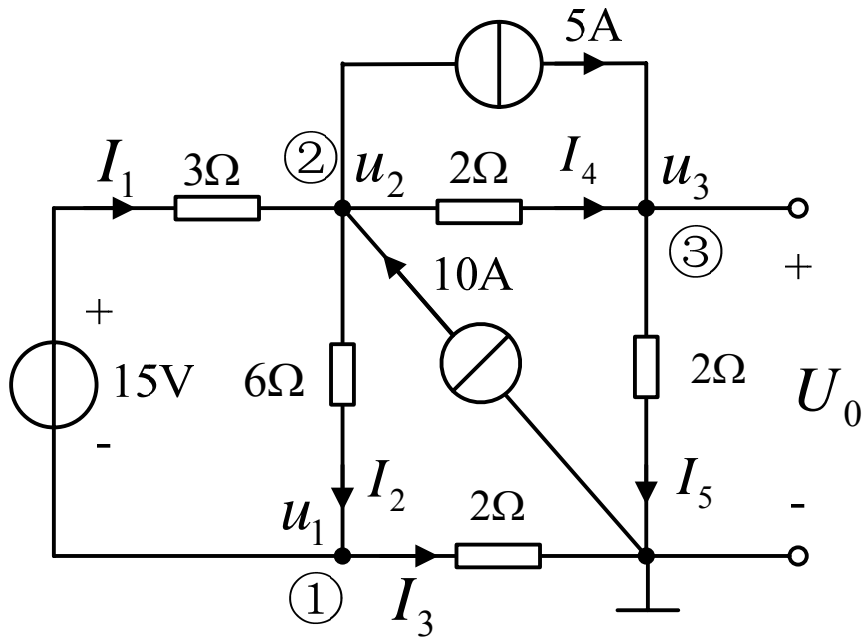 5A
I₁
3Ω
②
u₂
2Ω
I₄
u₃
③
10A
+
+
15V
6Ω
2Ω
U₀
-
I₂
I₅
-
u₁
2Ω
①
I₃